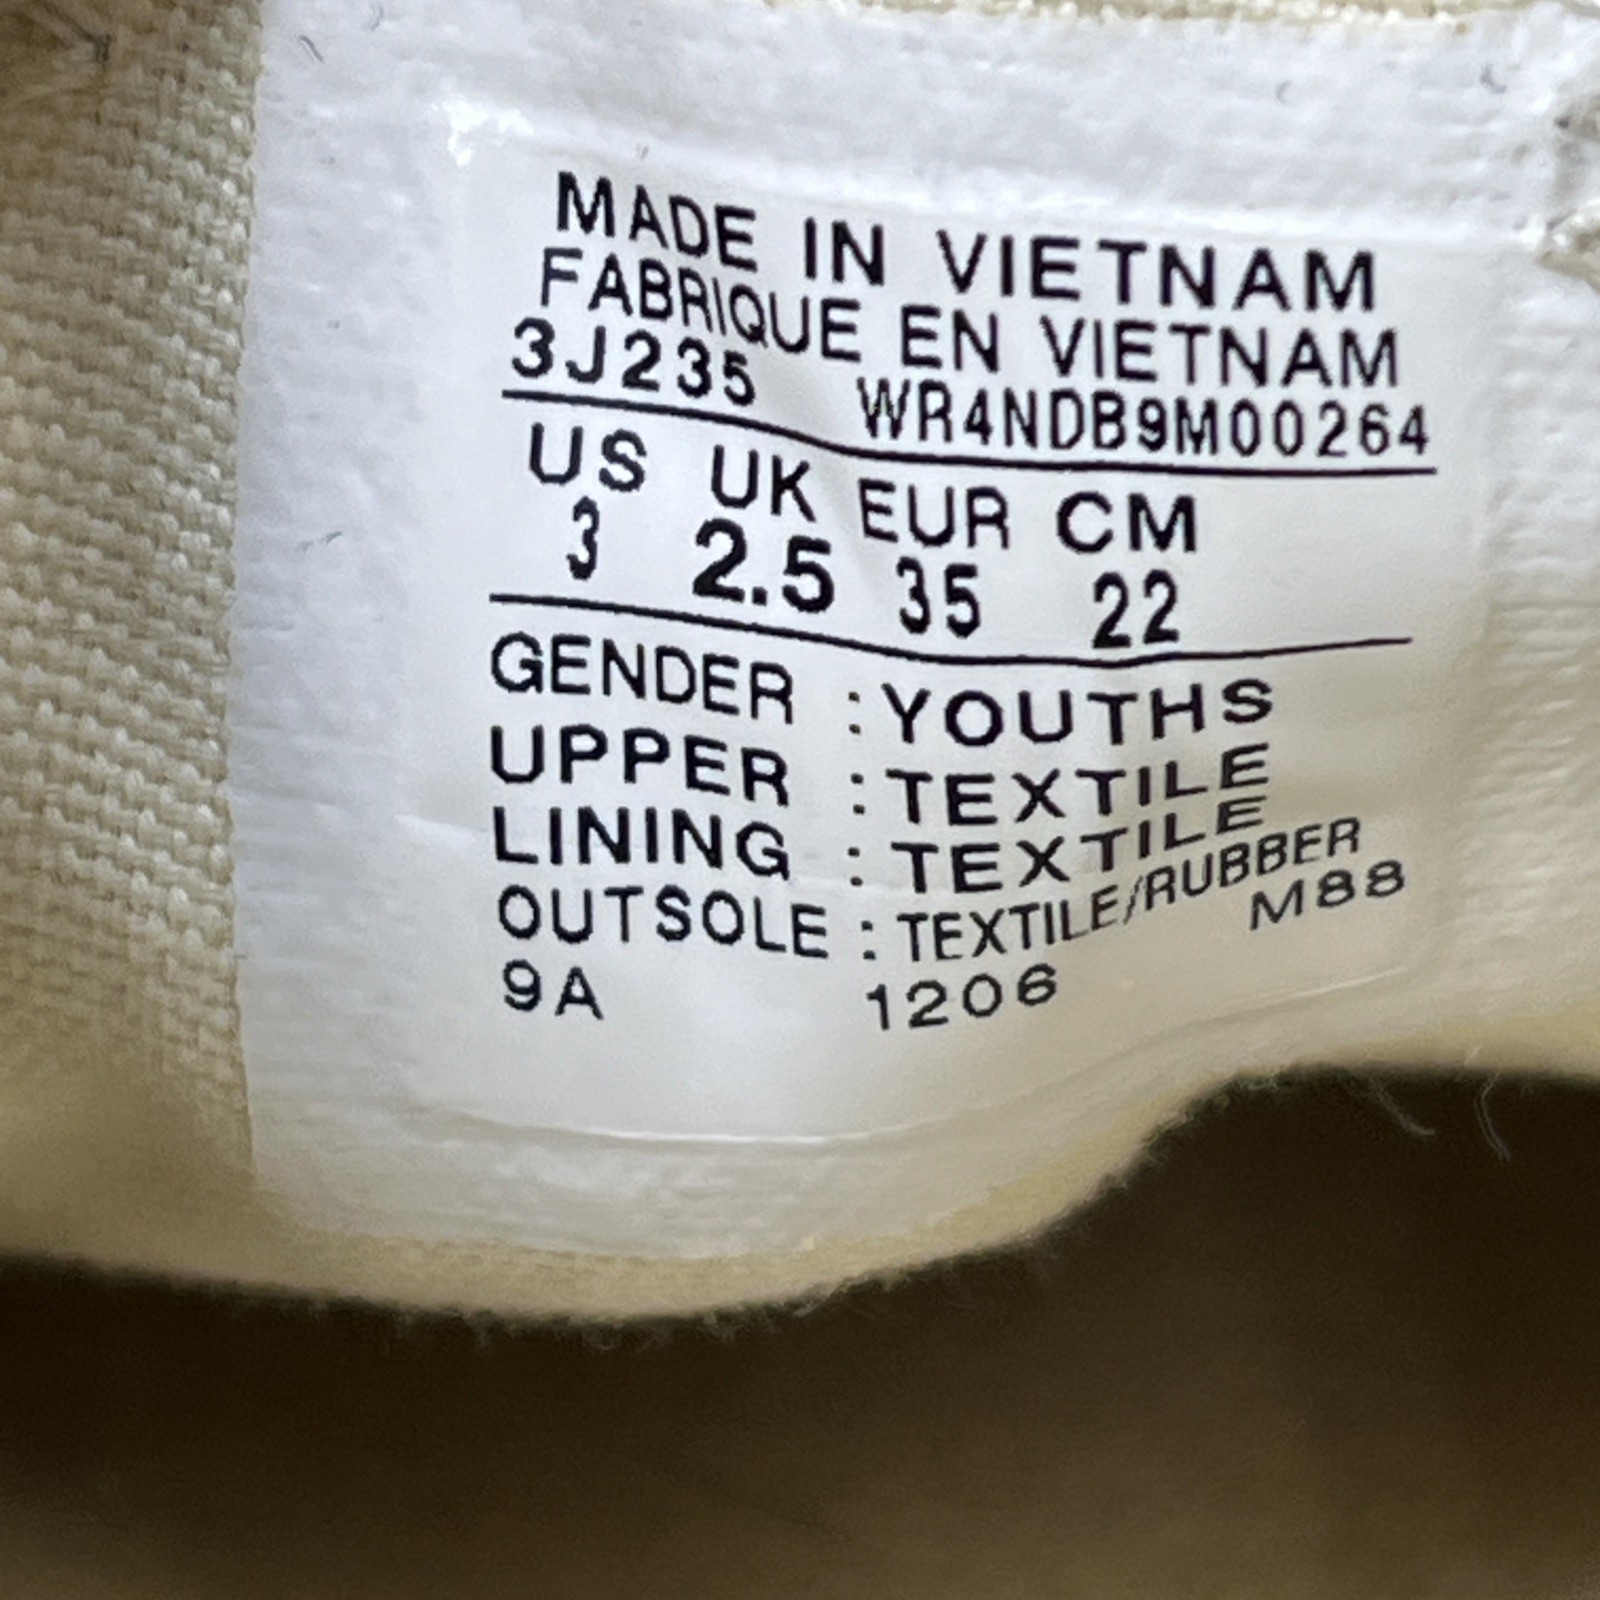 MADE IN VIETNAM
FABRIQUE EN VIETNAM
3J235 WR4NDB9M00264
US UK EUR CM
3 2.5 35 22
GENDER : YOUTHS
UPPER : TEXTILE
LINING : TEXTILE
OUTSOLE : TEXTILE/RUBBER
M88
9A 1206